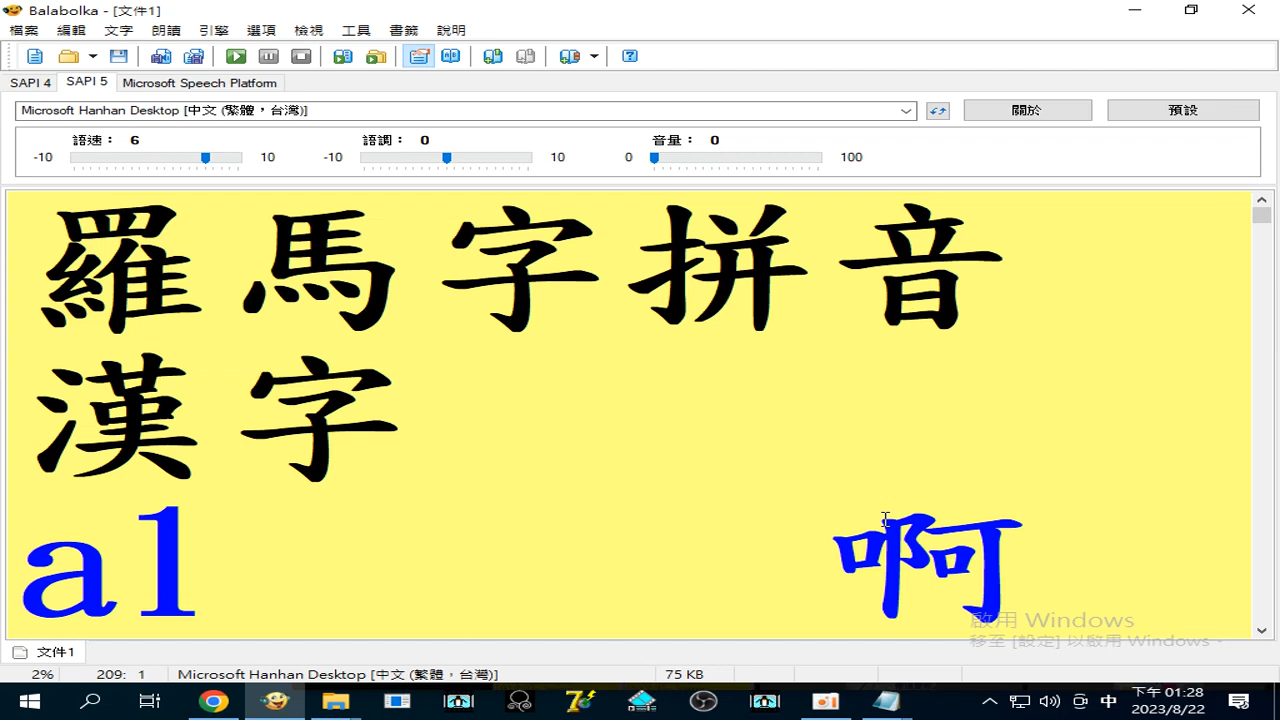 Balabolka - [文件1]
檔案 編輯 文字 朗讀 引擎 選項 檢視 工具 書籤 說明
SAPI 4 SAPI 5 Microsoft Speech Platform
Microsoft Hanhan Desktop [中文 (繁體，台灣)] 關於 預設
語速： 6 語調： 0 音量： 0
-10 10 -10 10 0 100
羅馬字拼音
漢字
a1 啊
啟用 Windows
移至 [設定] 以啟用 Windows。
文件1
2% 209: 1 Microsoft Hanhan Desktop [中文 (繁體，台灣)] 75 KB
中 下午 01:28
2023/8/22